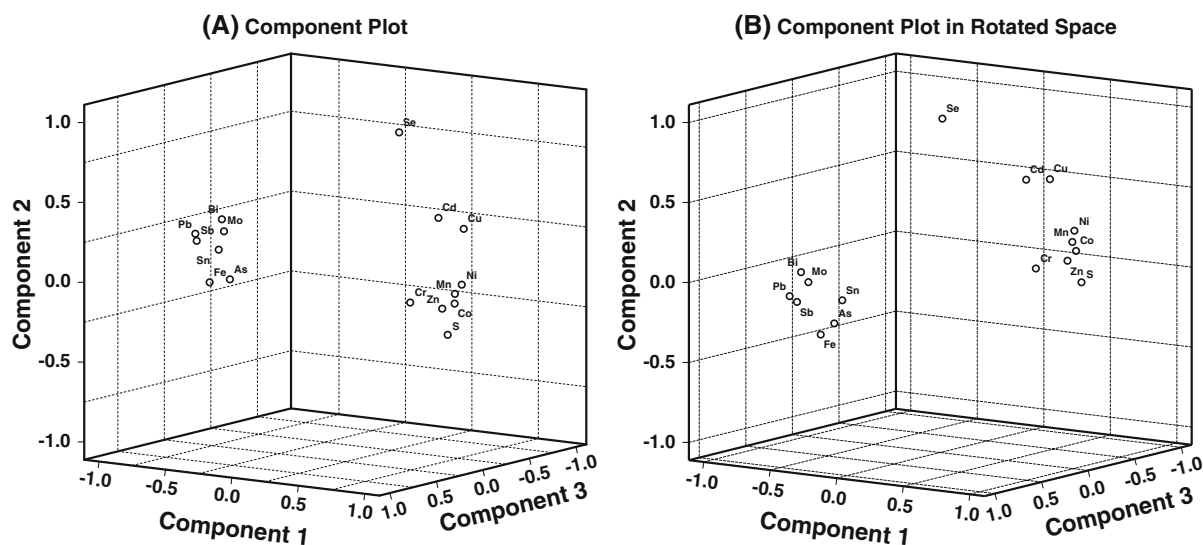 (A) Component Plot
Component 2
1.0
0.5
0.0
-0.5
-1.0
Se
Bi
Mo
Pb
Sb
Sn
Fe
As
Cd
Cu
Ni
Mn
Cr
Zn
Co
S
-1.0
-0.5
0.0
0.5
1.0
Component 1
1.0
0.5
0.0
-0.5
-1.0
Component 3
(B) Component Plot in Rotated Space
Component 2
1.0
0.5
0.0
-0.5
-1.0
Se
Cd
Cu
Ni
Mn
Co
Cr
Zn
S
Bi
Mo
Pb
Sb
Sn
As
Fe
-1.0
-0.5
0.0
0.5
1.0
Component 1
1.0
0.5
0.0
-0.5
-1.0
Component 3